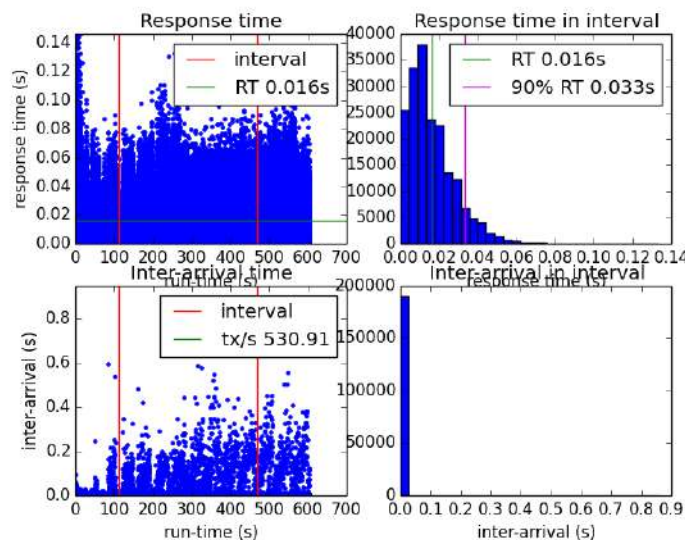 Response time
response time (s)
0.14
0.12
0.10
0.08
0.06
0.04
0.02
0.00
interval
RT 0.016s
0 100 200 300 400 500 600 700
run-time (s)
Response time in interval
40000
35000
30000
25000
20000
15000
10000
5000
0
RT 0.016s
90% RT 0.033s
0.00 0.02 0.04 0.06 0.08 0.10 0.12 0.14
response time (s)
Inter-arrival time
inter-arrival (s)
0.8
0.6
0.4
0.2
0.0
interval
tx/s 530.91
0 100 200 300 400 500 600 700
run-time (s)
Inter-arrival in interval
200000
150000
100000
50000
0
0.0 0.1 0.2 0.3 0.4 0.5 0.6 0.7 0.8 0.9
inter-arrival (s)